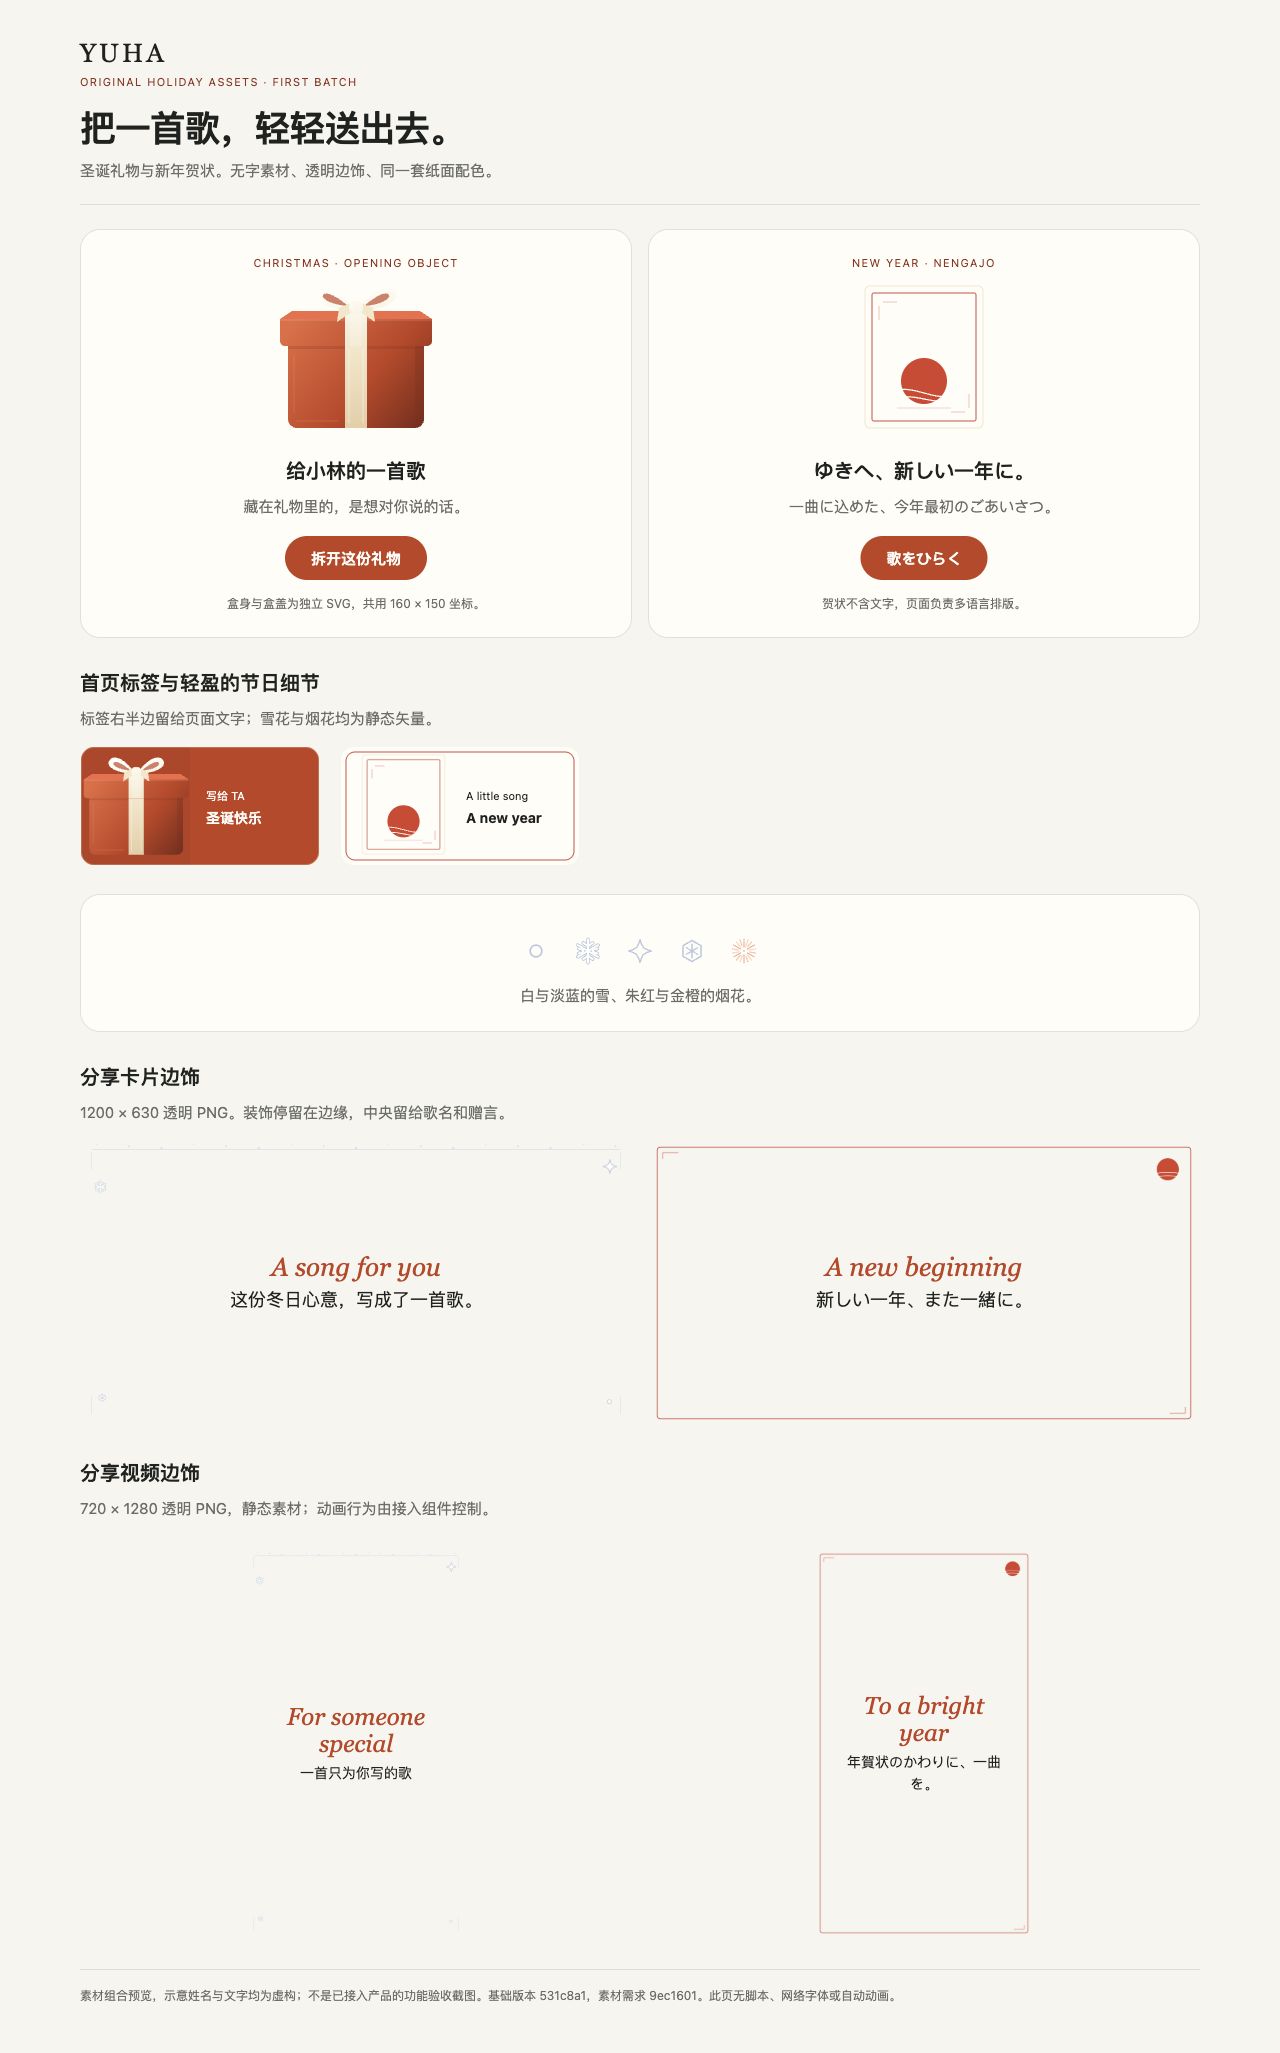 YUHA
ORIGINAL HOLIDAY ASSETS · FIRST BATCH
把一首歌，轻轻送出去。
圣诞礼物与新年贺状。无字素材、透明边饰、同一套纸面配色。
CHRISTMAS · OPENING OBJECT
给小林的一首歌
藏在礼物里的，是想对你说的话。
拆开这份礼物
盒身与盒盖为独立 SVG，共用 160 × 150 坐标。
NEW YEAR · NENGAJO
ゆきへ、新しい一年に。
一曲に込めた、今年最初のごあいさつ。
歌をひらく
贺状不含文字，页面负责多语言排版。
首页标签与轻盈的节日细节
标签右半边留给页面文字；雪花与烟花均为静态矢量。
写给 TA
圣诞快乐
A little song
A new year
白与淡蓝的雪、朱红与金橙的烟花。
分享卡片边饰
1200 × 630 透明 PNG。装饰停留在边缘，中央留给歌名和赠言。
A song for you
这份冬日心意，写成了一首歌。
A new beginning
新しい一年、また一緒に。
分享视频边饰
720 × 1280 透明 PNG，静态素材；动画行为由接入组件控制。
For someone
special
一首只为你写的歌
To a bright
year
年賀状のかわりに、一曲
を。
素材组合预览，示意姓名与文字均为虚构；不是已接入产品的功能验收截图。基础版本 531c8a1，素材需求 9ec1601。此页无脚本、网络字体或自动动画。